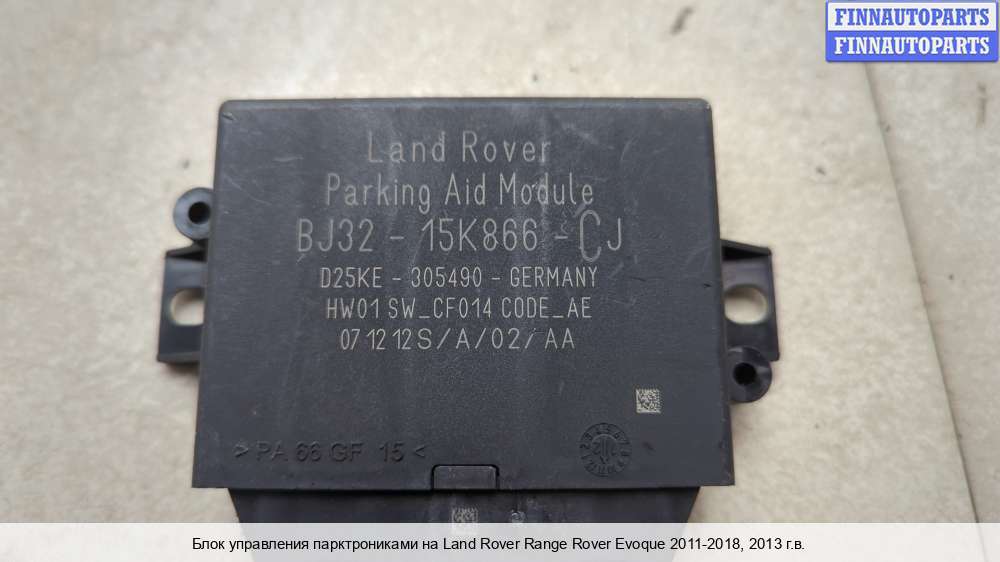 FINNAUTOPARTS
FINNAUTOPARTS
Land Rover
Parking Aid Module
BJ32 - 15K866 - CJ
D25KE - 305490 - GERMANY
HW01 SW_CF014 CODE_AE
07 12 12 S/A/02/AA
> PA 66 GF 15 <
Блок управления парктрониками на Land Rover Range Rover Evoque 2011-2018, 2013 г.в.